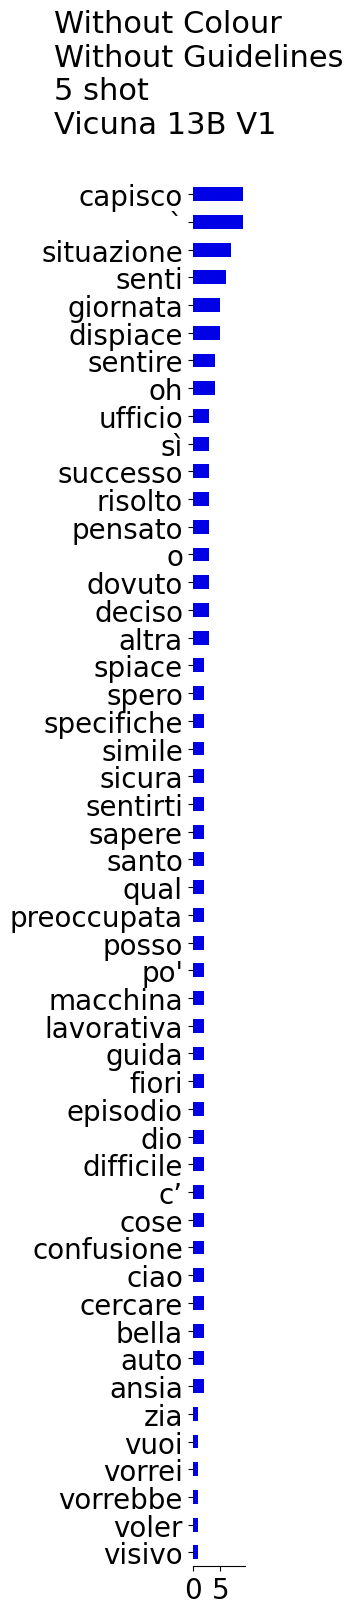 Without Colour
Without Guidelines
5 shot
Vicuna 13B V1
capisco
`
situazione
senti
giornata
dispiace
sentire
oh
ufficio
sì
successo
risolto
pensato
o
dovuto
deciso
altra
spiace
spero
specifiche
simile
sicura
sentirti
sapere
santo
qual
preoccupata
posso
po'
macchina
lavorativa
guida
fiori
episodio
dio
difficile
c’
cose
confusione
ciao
cercare
bella
auto
ansia
zia
vuoi
vorrei
vorrebbe
voler
visivo
0 5